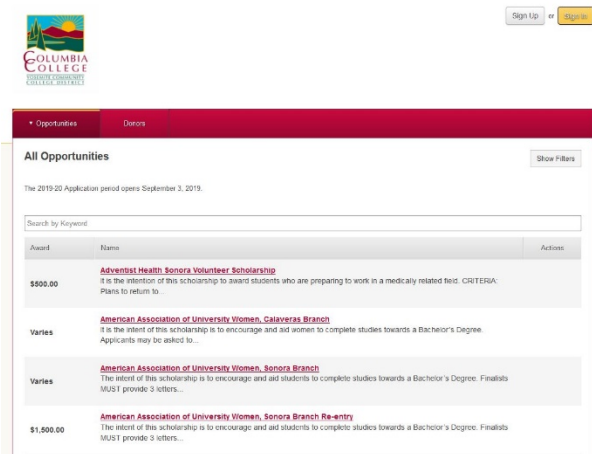 Sign Up or Sign In
COLUMBIA
COLLEGE
YOSEMITE COMMUNITY
COLLEGE DISTRICT
Opportunities Donors
All Opportunities Show Filters
The 2019-20 Application period opens September 3, 2019.
Search by Keyword
Award Name Actions
Adventist Health Sonora Volunteer Scholarship
$500.00 It is the intention of this scholarship to award students who are preparing to work in a medically related field. CRITERIA:
Plans to return to...
American Association of University Women, Calaveras Branch
Varies It is the intent of this scholarship is to encourage and aid women to complete studies towards a Bachelor's Degree.
Applicants may be asked to...
American Association of University Women, Sonora Branch
Varies The intent of this scholarship is to encourage and aid students to complete studies towards a Bachelor's Degree. Finalists
MUST provide 3 letters...
American Association of University Women, Sonora Branch Re-entry
$1,500.00 The intent of this scholarship is to encourage and aid students to complete studies towards a Bachelor's Degree. Finalists
MUST provide 3 letters...